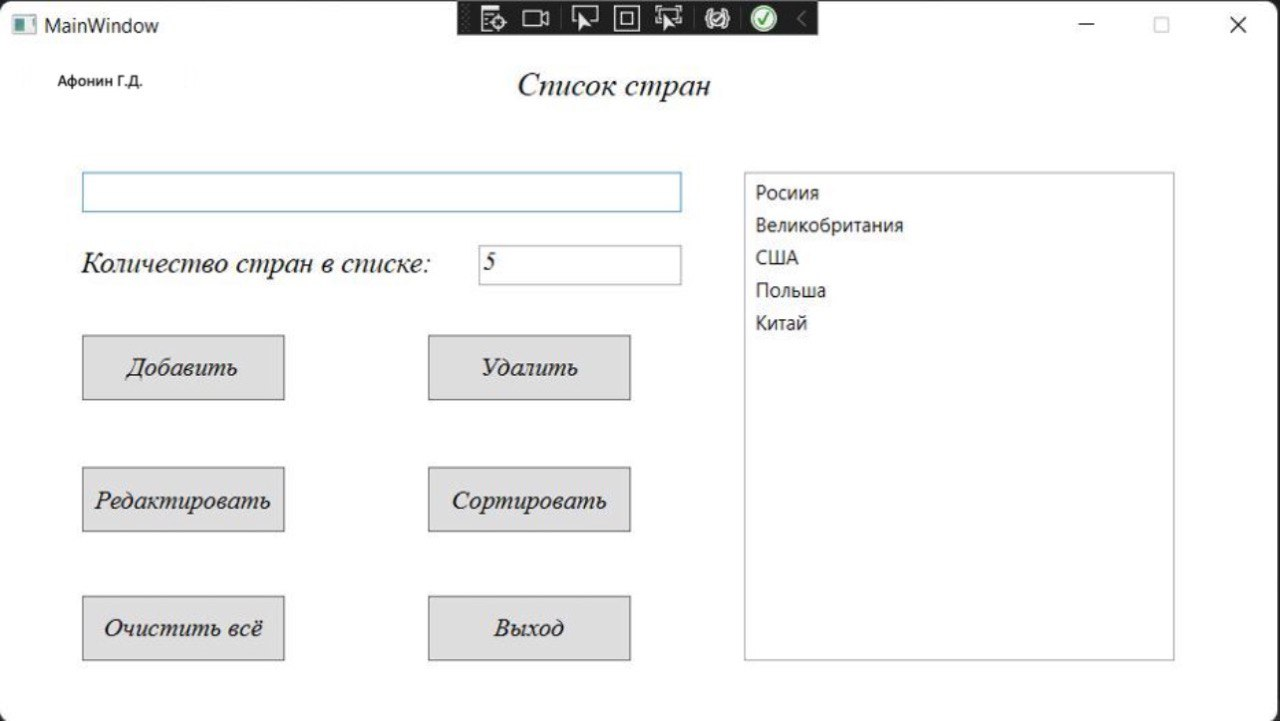 MainWindow
Афонин Г.Д.
Список стран
Количество стран в списке: 5
Добавить Удалить
Редактировать Сортировать
Очистить всё Выход
Росиия
Великобритания
США
Польша
Китай